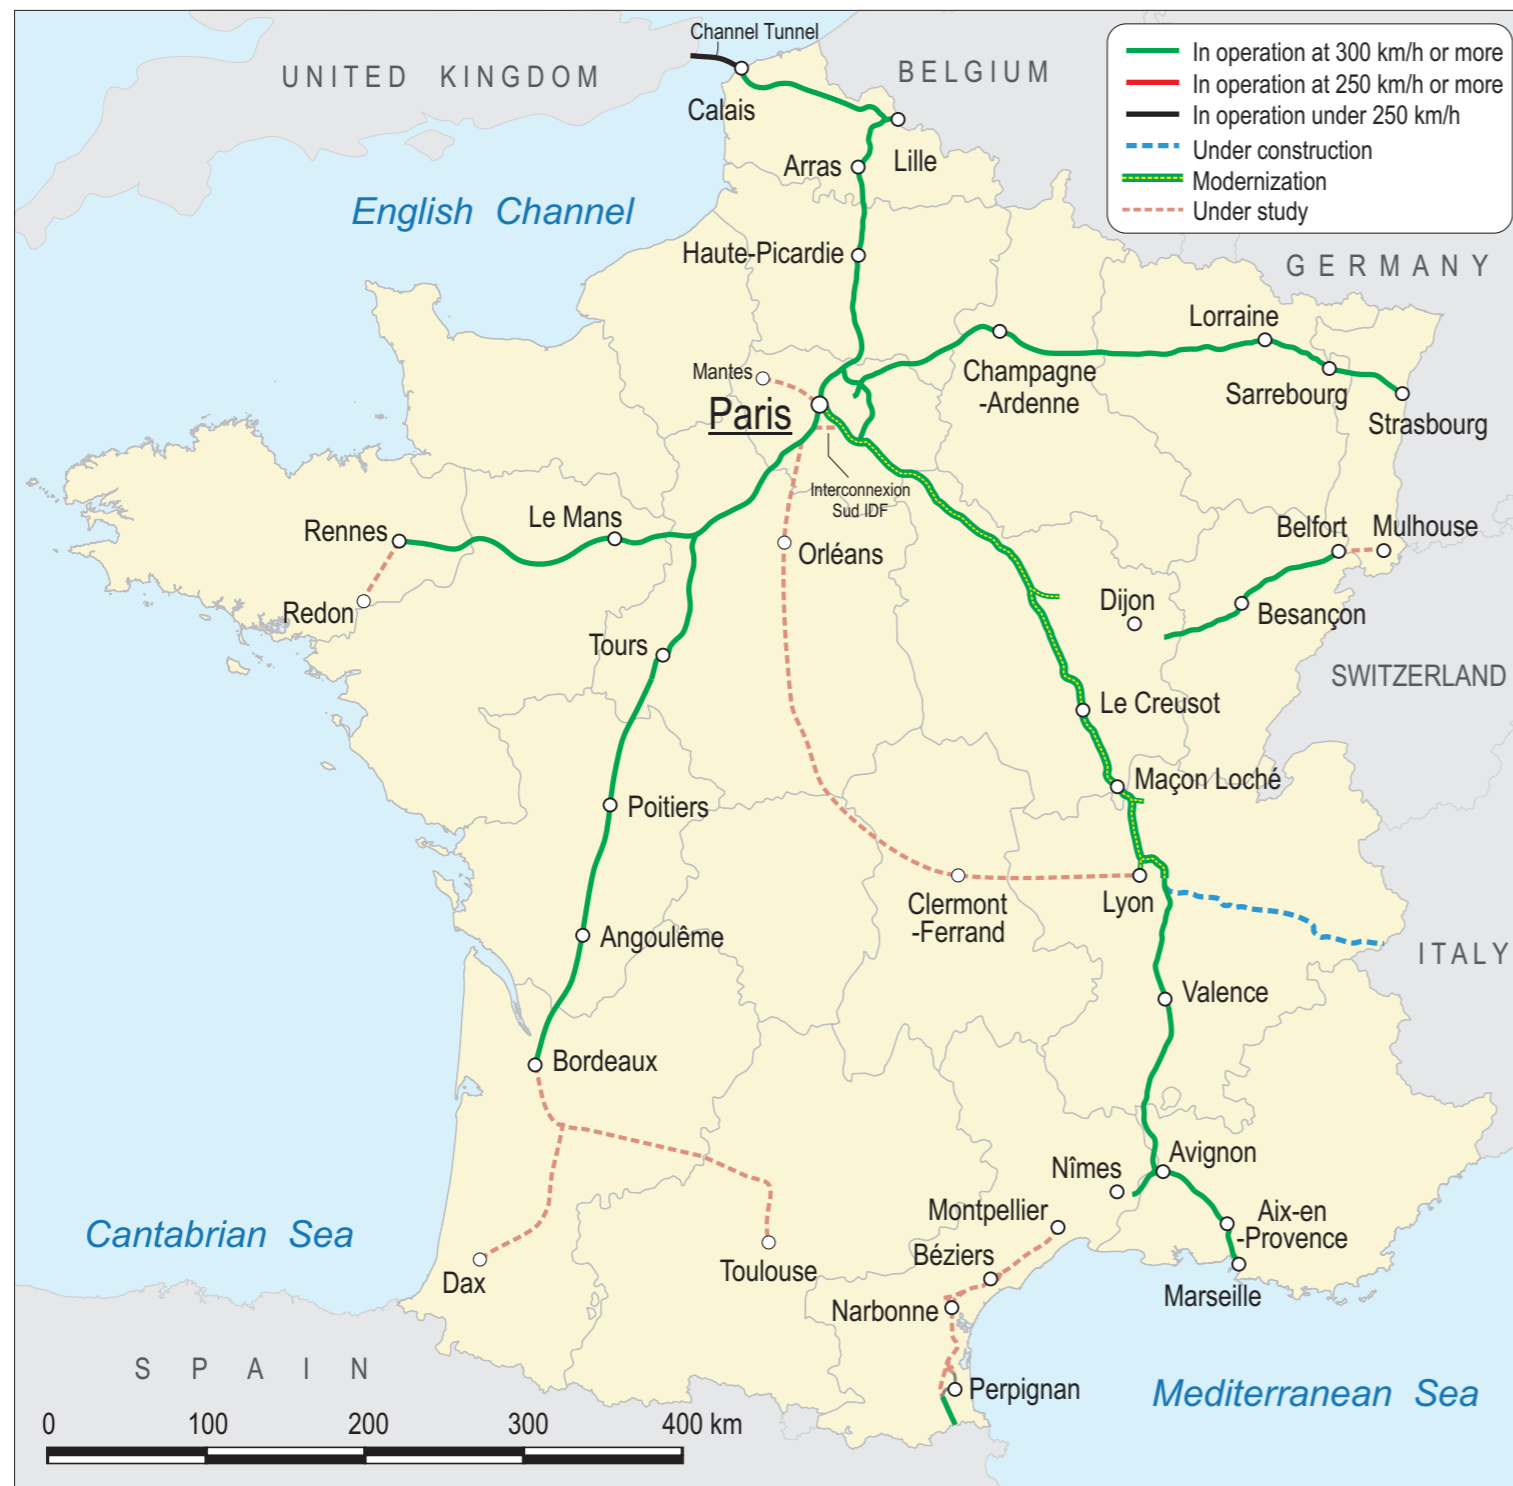 Channel Tunnel
UNITED KINGDOM
BELGIUM
In operation at 300 km/h or more
In operation at 250 km/h or more
In operation under 250 km/h
Under construction
Modernization
Under study
Calais
Lille
Arras
English Channel
Haute-Picardie
GERMANY
Lorraine
Mantes
Champagne
-Ardenne
Sarrebourg
Paris
Strasbourg
Interconnexion
Sud IDF
Rennes
Le Mans
Orléans
Belfort
Mulhouse
Redon
Dijon
Besançon
Tours
SWITZERLAND
Le Creusot
Maçon Loché
Poitiers
Clermont
-Ferrand
Lyon
Angoulême
ITALY
Valence
Bordeaux
Avignon
Nîmes
Montpellier
Aix-en
-Provence
Cantabrian Sea
Béziers
Toulouse
Dax
Marseille
Narbonne
SPAIN
Perpignan
Mediterranean Sea
0 100 200 300 400 km